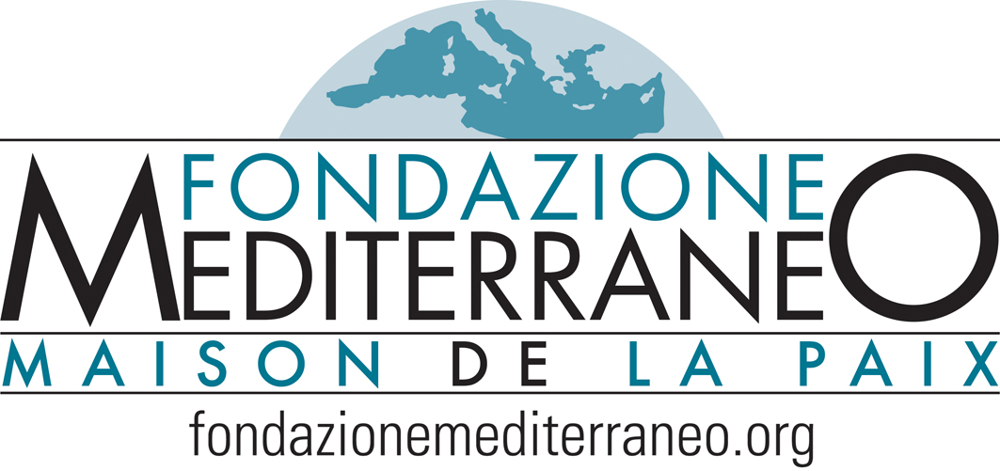 FONDAZIONE
MEDITERRANEO
MAISON DE LA PAIX
fondazionemediterraneo.org